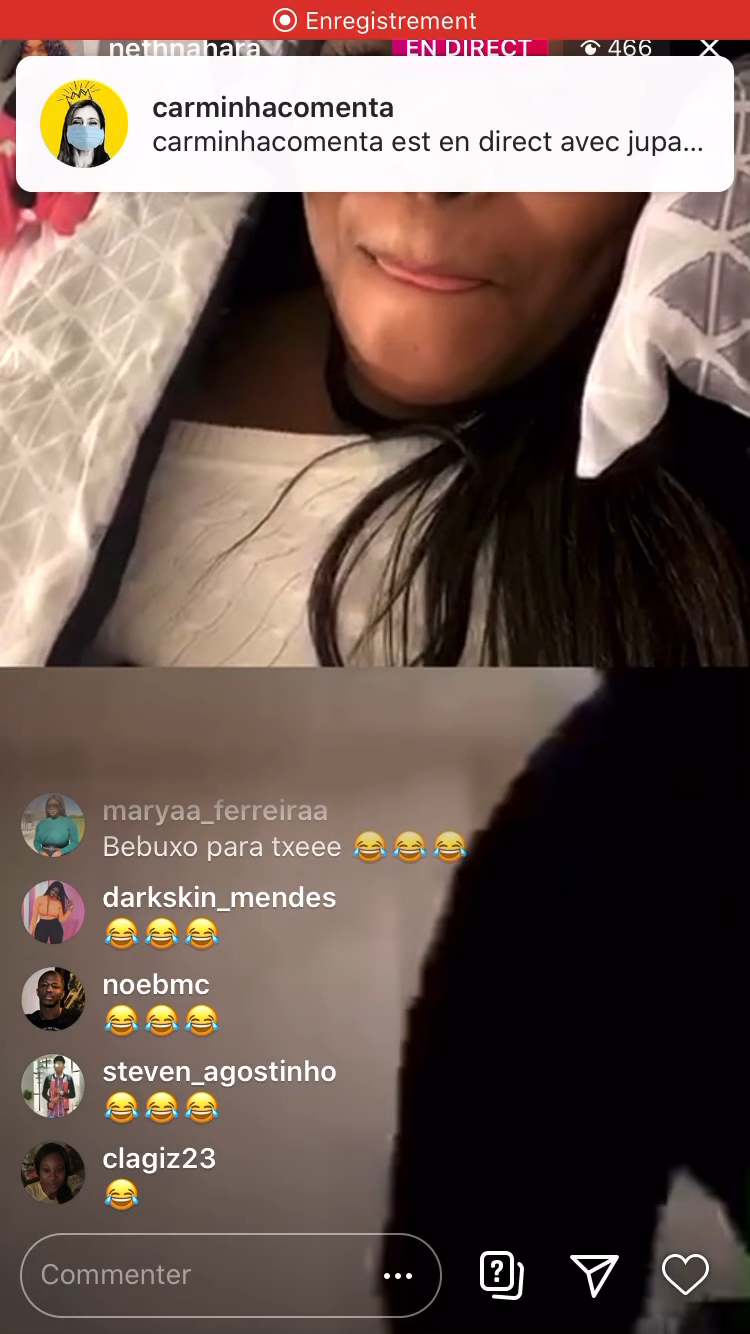 Enregistrement
nethnahara EN DIRECT 466
carminhacomenta
carminhacomenta est en direct avec jupa...
maryaa_ferreiraa
Bebuxo para txeee 😂😂😂
darkskin_mendes
😂😂😂
noebmc
😂😂😂
steven_agostinho
😂😂😂
clagiz23
😂
Commenter